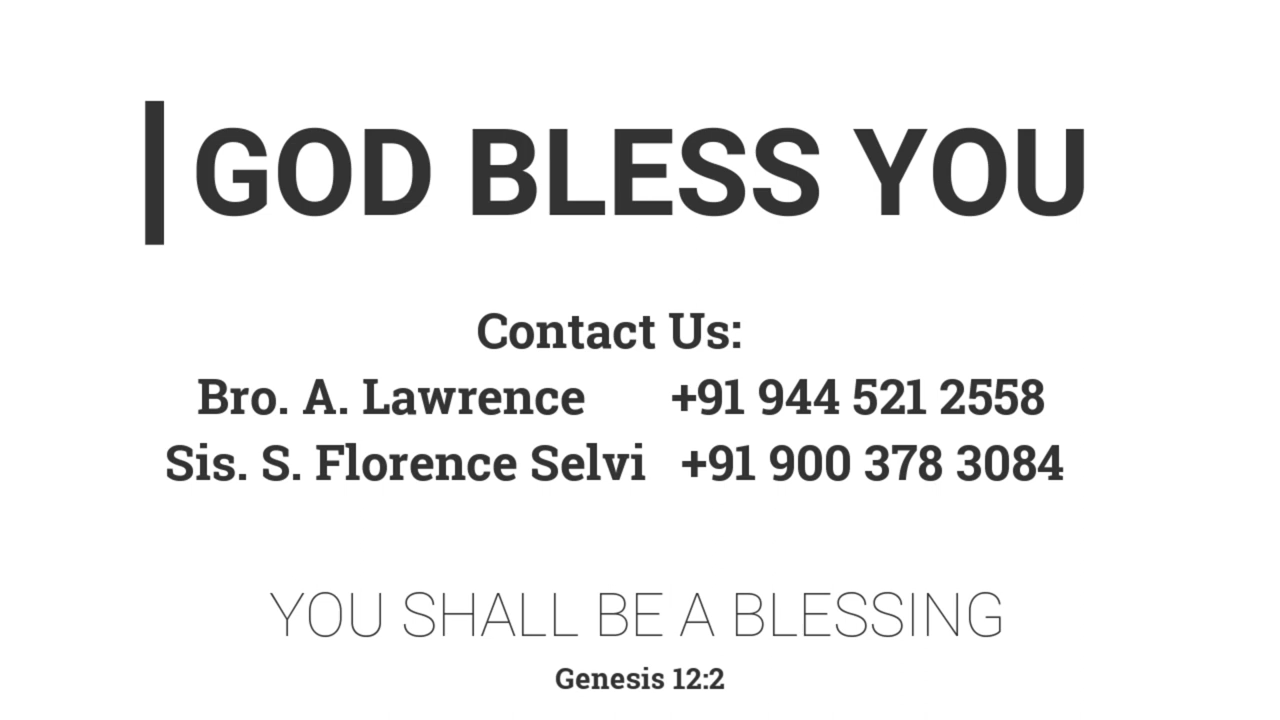 GOD BLESS YOU
Contact Us:
Bro. A. Lawrence +91 944 521 2558
Sis. S. Florence Selvi +91 900 378 3084
YOU SHALL BE A BLESSING
Genesis 12:2